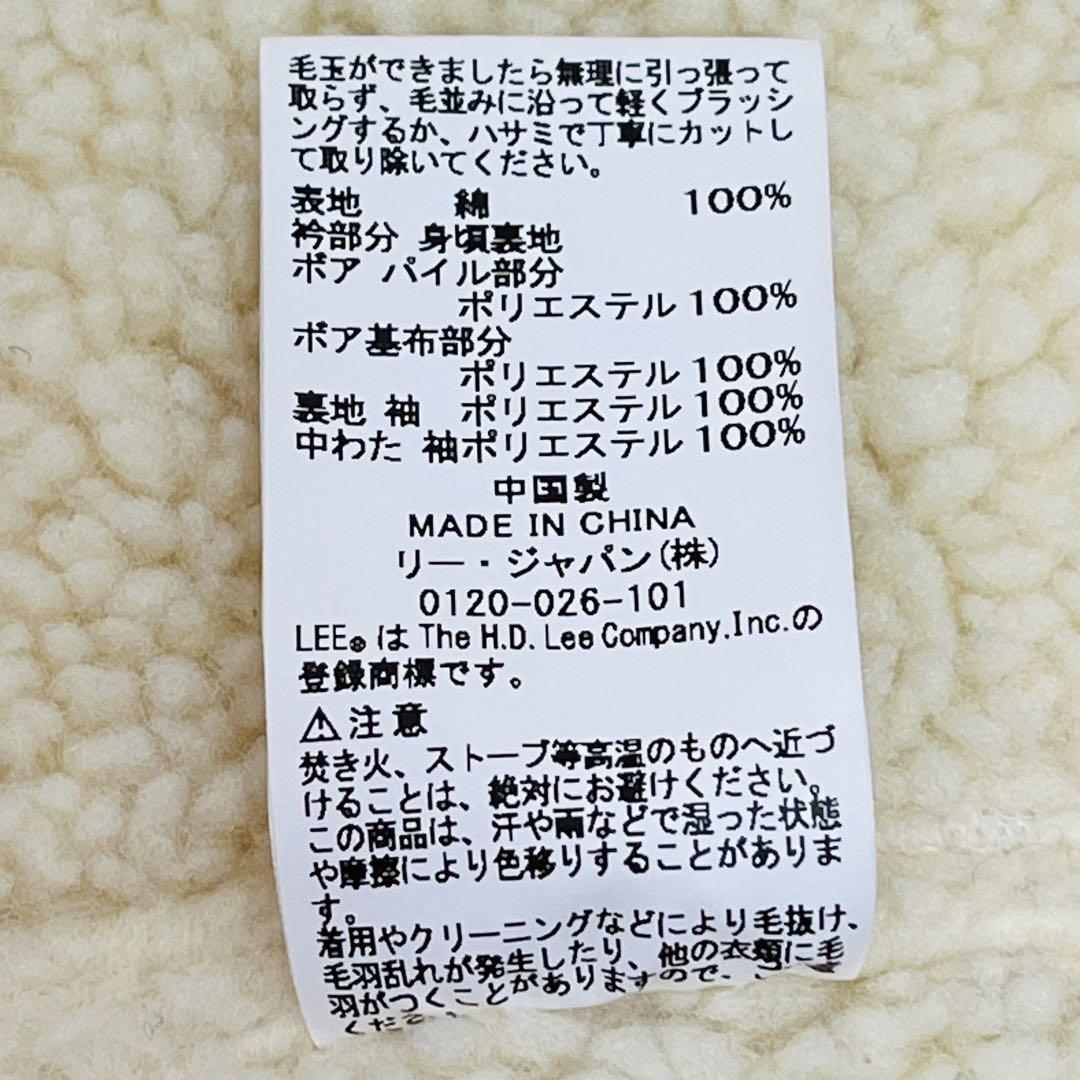 毛玉ができましたら無理に引っ張って
取らず、毛並みに沿って軽くブラッシ
ングするか、ハサミで丁寧にカットし
て取り除いてください。
表地 綿 100%
衿部分 身頃裏地
ボア パイル部分
ポリエステル 100%
ボア基布部分
ポリエステル 100%
裏地 袖 ポリエステル 100%
中わた 袖ポリエステル 100%
中国製
MADE IN CHINA
リー・ジャパン(株)
0120-026-101
LEE® は The H.D. Lee Company,Inc.の
登録商標です。
⚠注意
焚き火、ストーブ等高温のものへ近づ
けることは、絶対にお避けください。
この商品は、汗や雨などで湿った状態
や摩擦により色移りすることがありま
す。
着用やクリーニングなどにより毛抜け、
毛羽乱れが発生したり、他の衣類に毛
羽がつくことがありますので、
くださ